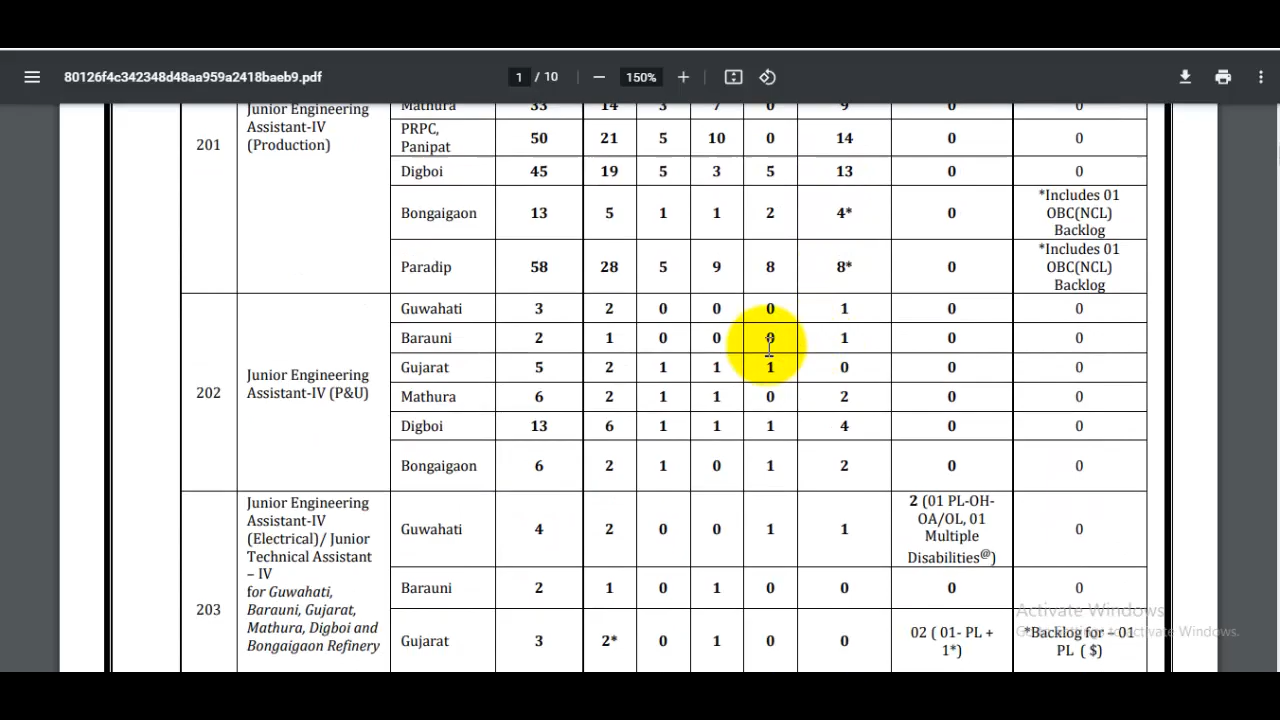 80126f4c342348d48aa959a2418baeb9.pdf
1 / 10
150%
201
Junior Engineering
Assistant-IV
(Production)
Mathura 33 14 3 7 0 9 0 0
PRPC,
Panipat
50 21 5 10 0 14 0 0
Digboi 45 19 5 3 5 13 0 0
Bongaigaon 13 5 1 1 2 4* 0
*Includes 01
OBC(NCL)
Backlog
Paradip 58 28 5 9 8 8* 0
*Includes 01
OBC(NCL)
Backlog
202
Junior Engineering
Assistant-IV (P&U)
Guwahati 3 2 0 0 0 1 0 0
Barauni 2 1 0 0 0 1 0 0
Gujarat 5 2 1 1 1 0 0 0
Mathura 6 2 1 1 0 2 0 0
Digboi 13 6 1 1 1 4 0 0
Bongaigaon 6 2 1 0 1 2 0 0
203
Junior Engineering
Assistant-IV
(Electrical)/ Junior
Technical Assistant
– IV
for Guwahati,
Barauni, Gujarat,
Mathura, Digboi and
Bongaigaon Refinery
Guwahati 4 2 0 0 1 1
2 (01 PL-OH-
OA/OL, 01
Multiple
Disabilities@)
0
Barauni 2 1 0 1 0 0 0 0
Gujarat 3 2* 0 1 0 0
02 ( 01- PL +
1*)
*Backlog for – 01
PL ( $)
Activate Windows